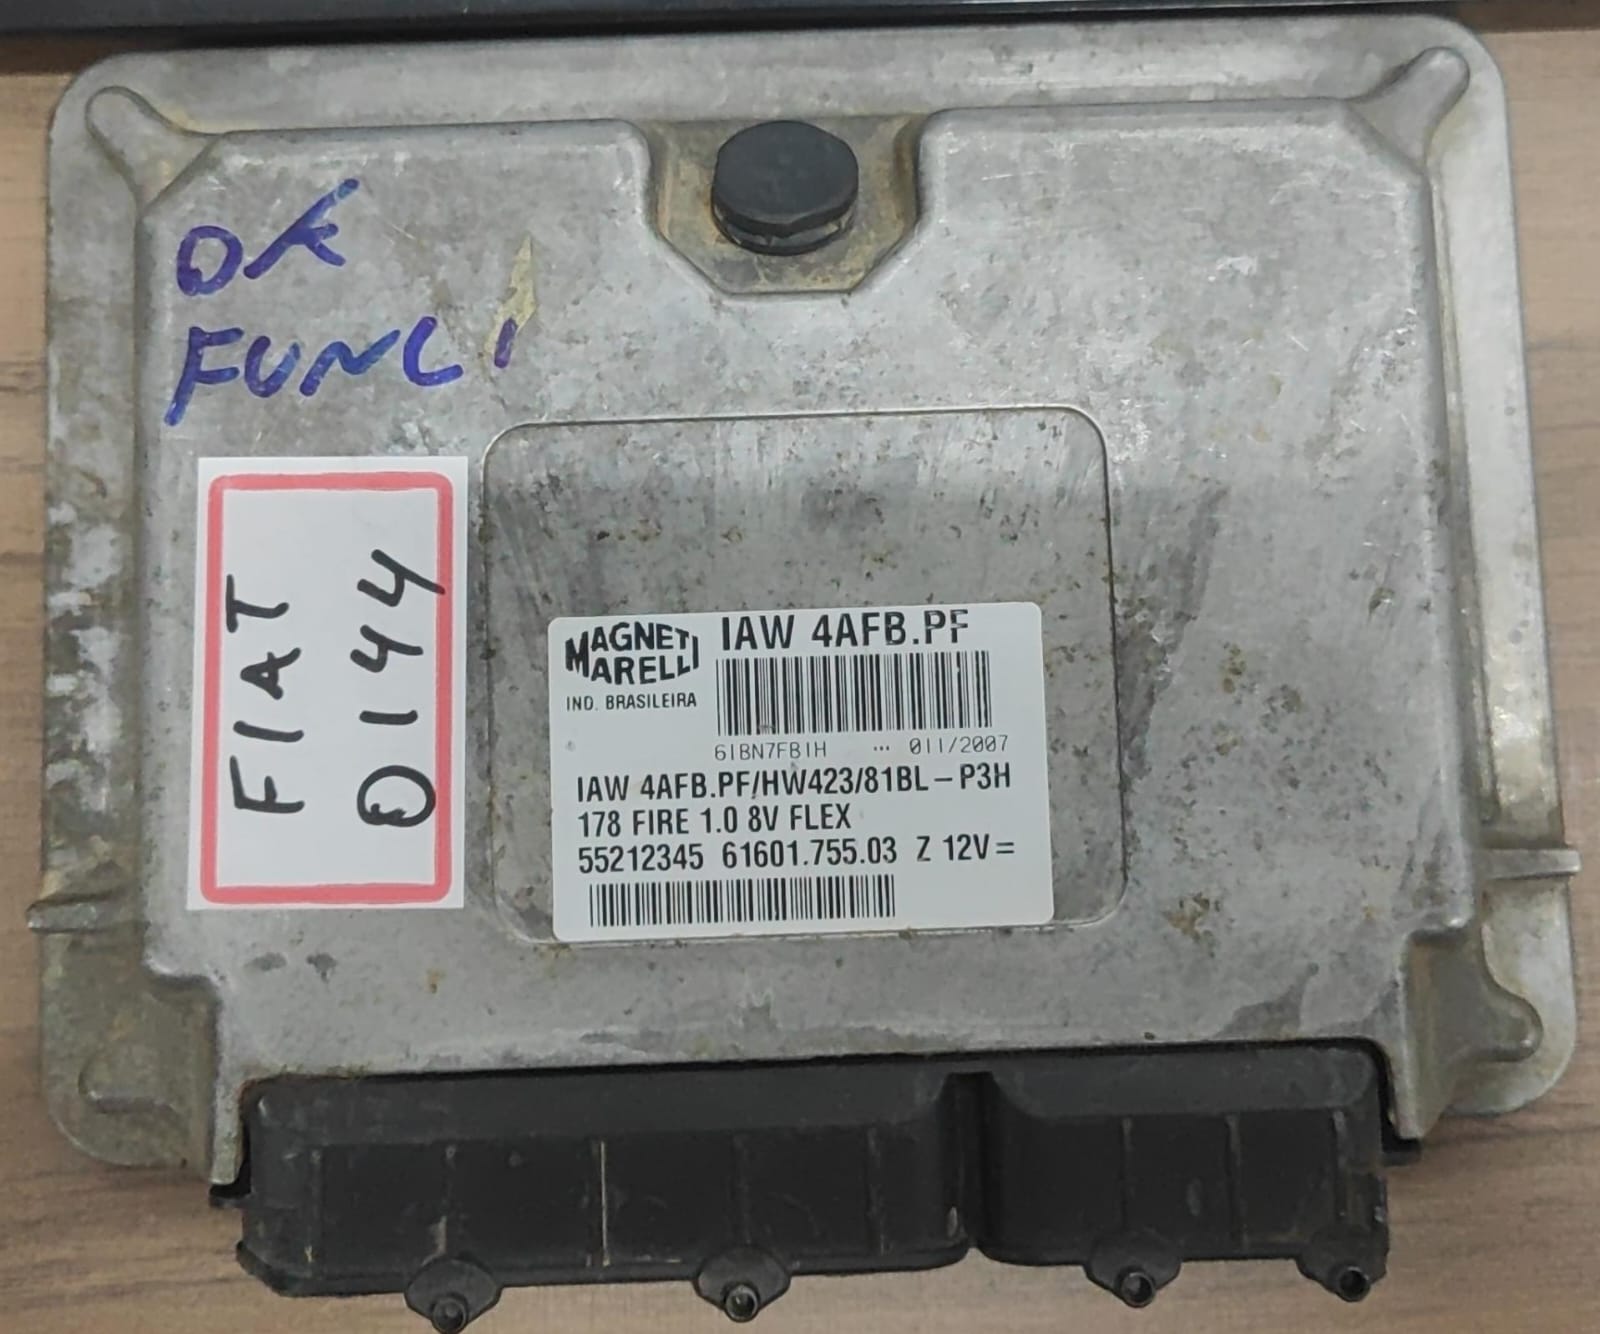 OK
FUNCI
FIAT
0144
MAGNETI
MARELLI
IND. BRASILEIRA
IAW 4AFB.PF
6IBN7FBIH ... 011/2007
IAW 4AFB.PF/HW423/81BL-P3H
178 FIRE 1.0 8V FLEX
55212345 61601.755.03 Z 12V=